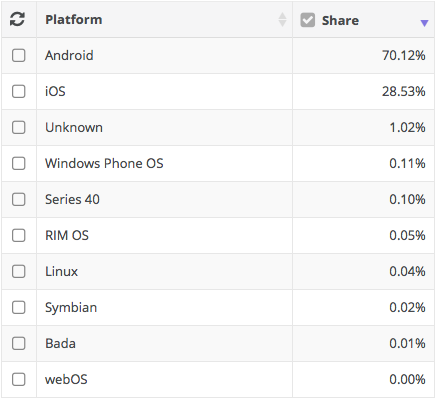 Platform Share
Android 70.12%
iOS 28.53%
Unknown 1.02%
Windows Phone OS 0.11%
Series 40 0.10%
RIM OS 0.05%
Linux 0.04%
Symbian 0.02%
Bada 0.01%
webOS 0.00%